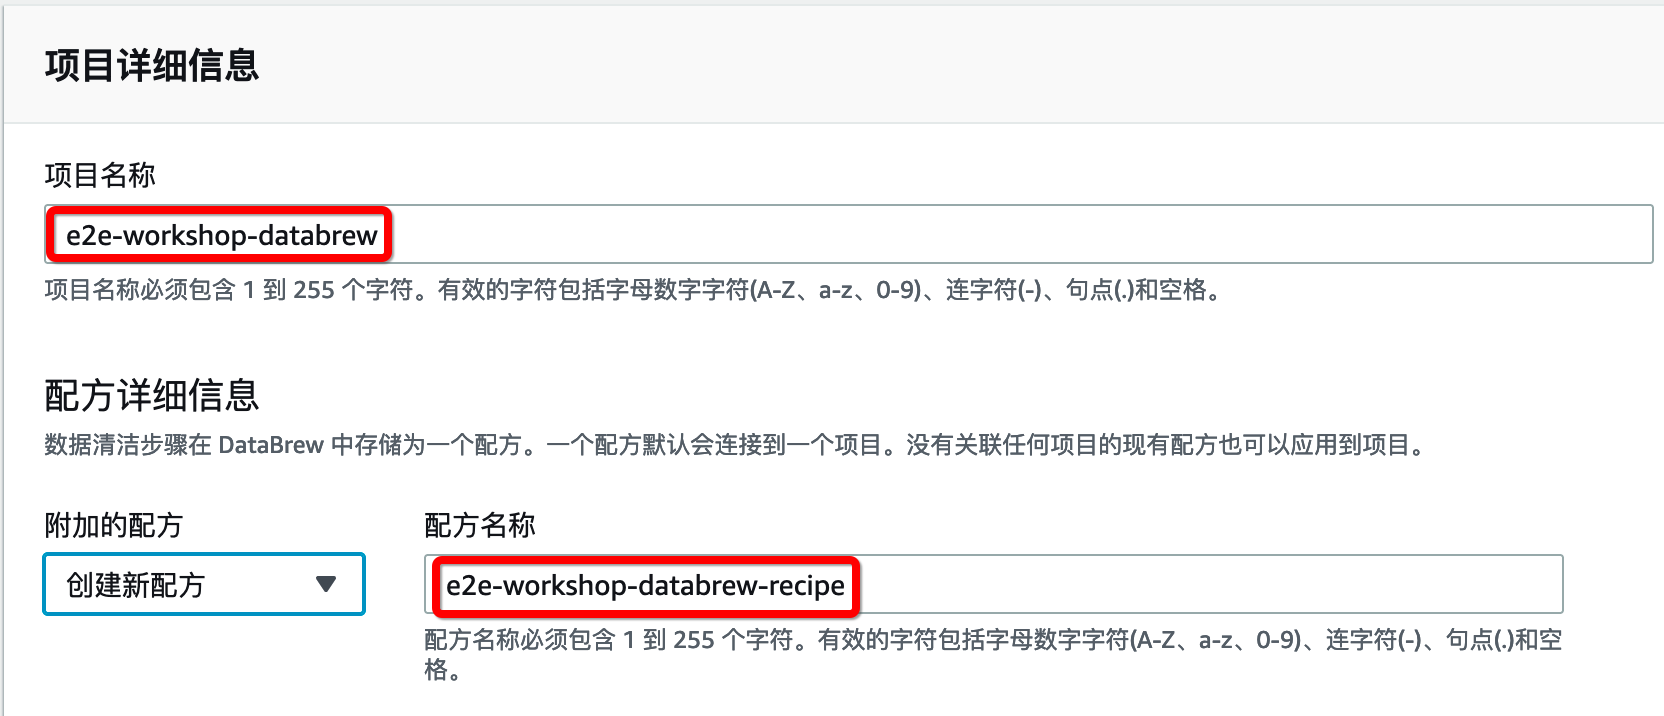 项目详细信息
项目名称
e2e-workshop-databrew
项目名称必须包含 1 到 255 个字符。有效的字符包括字母数字字符(A-Z、a-z、0-9)、连字符(-)、句点(.)和空格。
配方详细信息
数据清洁步骤在 DataBrew 中存储为一个配方。一个配方默认会连接到一个项目。没有关联任何项目的现有配方也可以应用到项目。
附加的配方
配方名称
创建新配方
e2e-workshop-databrew-recipe
配方名称必须包含 1 到 255 个字符。有效的字符包括字母数字字符(A-Z、a-z、0-9)、连字符(-)、句点(.)和空
格。